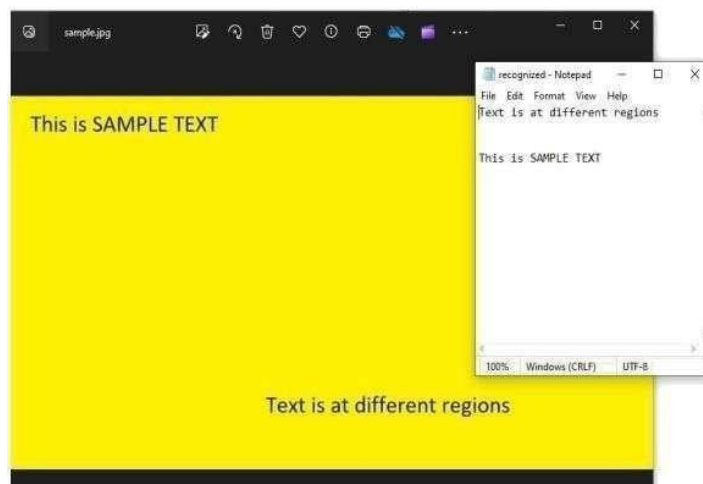 sample.jpg
recognized - Notepad
File Edit Format View Help
Text is at different regions
This is SAMPLE TEXT
100% Windows (CRLF) UTF-8
This is SAMPLE TEXT
Text is at different regions